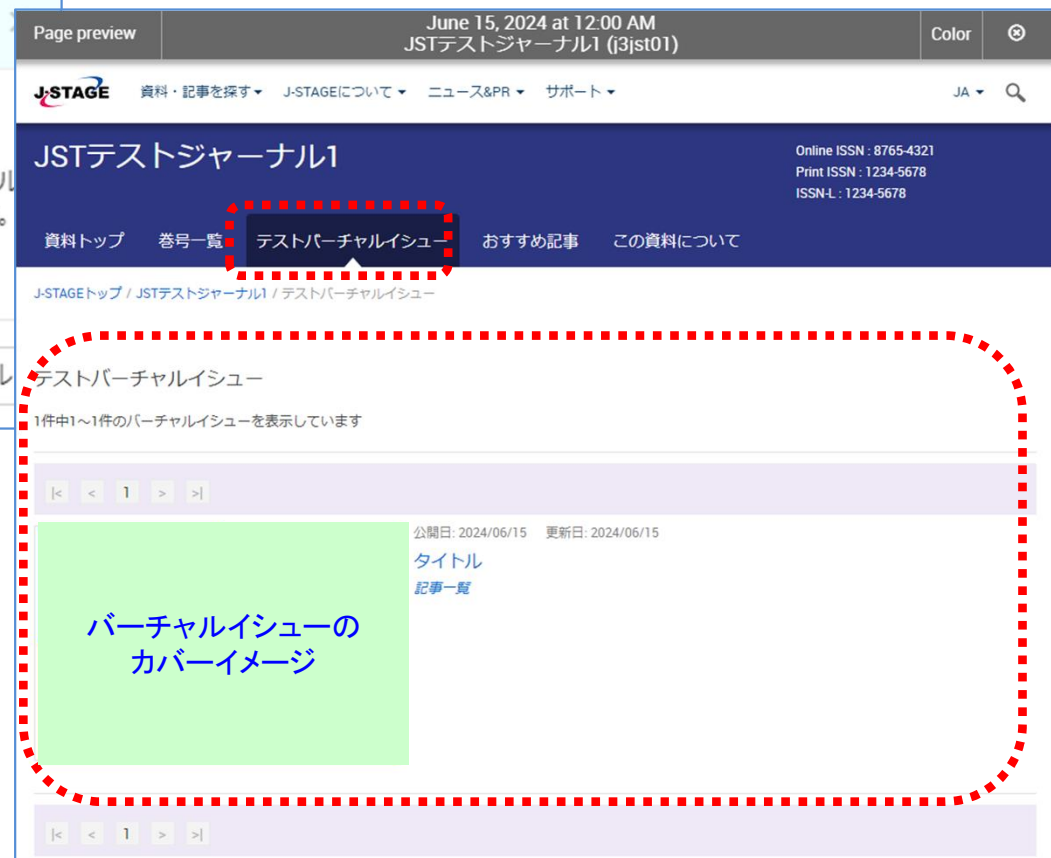 Page preview
June 15, 2024 at 12:00 AM
JSTテストジャーナル1 (j3jst01)
Color
J-STAGE 資料・記事を探す J-STAGEについて ニュース&PR サポート JA
JSTテストジャーナル1
Online ISSN : 8765-4321
Print ISSN : 1234-5678
ISSN-L : 1234-5678
資料トップ 巻号一覧 テストバーチャルイシュー おすすめ記事 この資料について
J-STAGEトップ / JSTテストジャーナル1 / テストバーチャルイシュー
テストバーチャルイシュー
1件中1~1件のバーチャルイシューを表示しています
|< < 1 > >|
公開日: 2024/06/15 更新日: 2024/06/15
タイトル
記事一覧
バーチャルイシューの
カバーイメージ
|< < 1 > >|